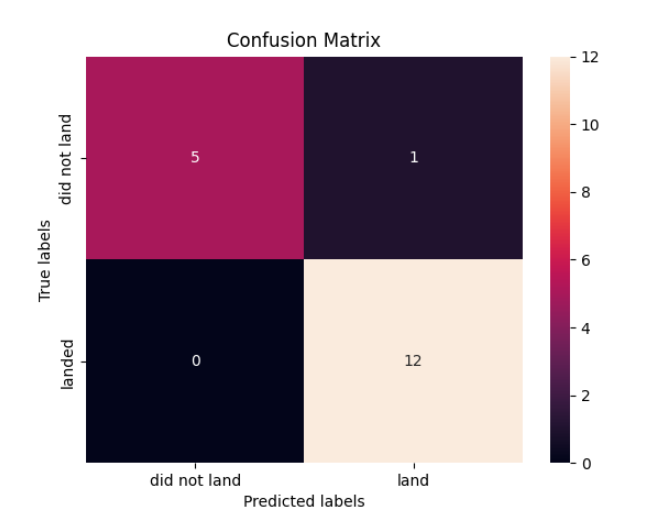 Confusion Matrix
True labels
did not land
landed
5
1
0
12
did not land
land
Predicted labels
12
10
8
6
4
2
0